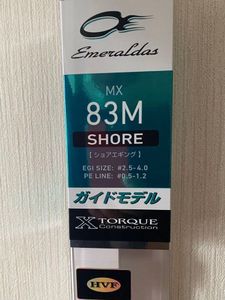 Emeraldas
MX
83M
SHORE
[ショアエギング]
EGI SIZE: #2.5-4.0
PE LINE: #0.5-1.2
ガイドモデル
X TORQUE
Construction
HVF